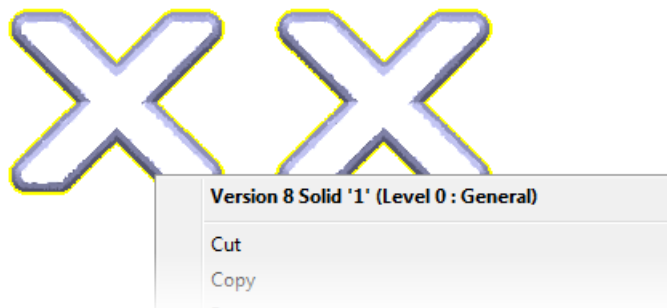 X X
Version 8 Solid '1' (Level 0 : General)
Cut
Copy